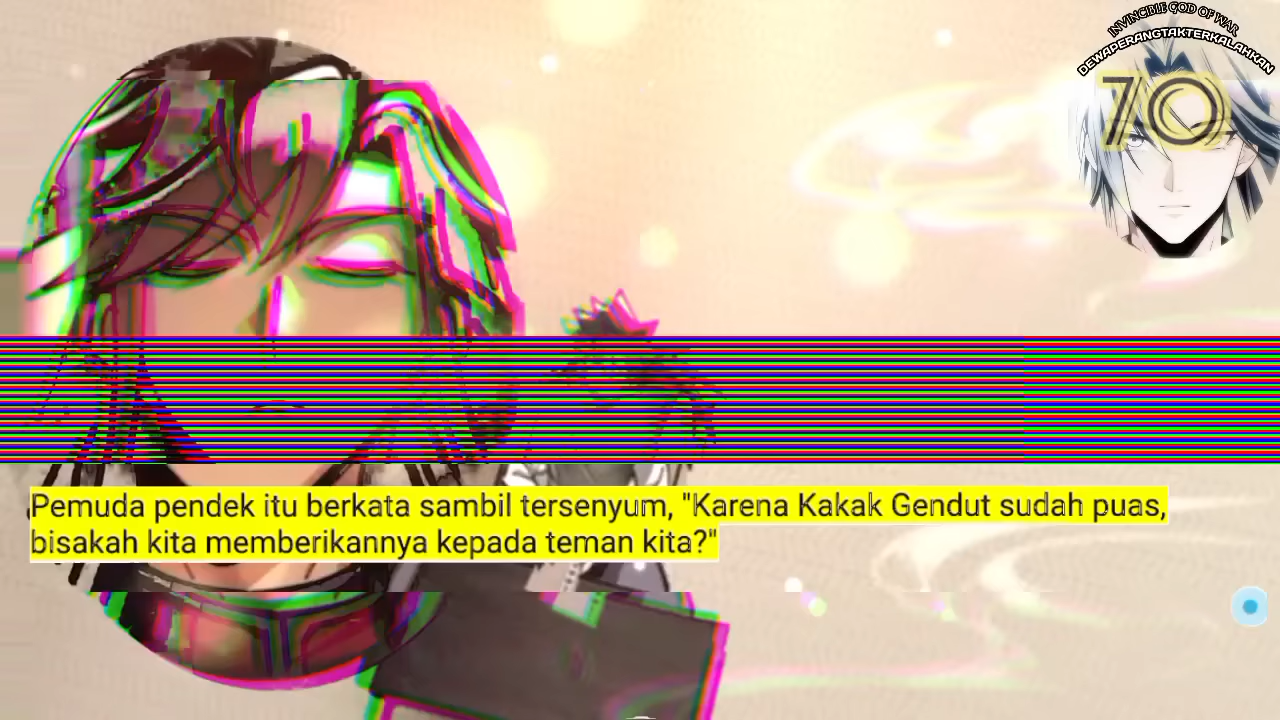 INVINCIBLE GOD OF WAR
DEWAPERANGTAKTERKALAHKAN
70
Pemuda pendek itu berkata sambil tersenyum, "Karena Kakak Gendut sudah puas,
bisakah kita memberikannya kepada teman kita?"